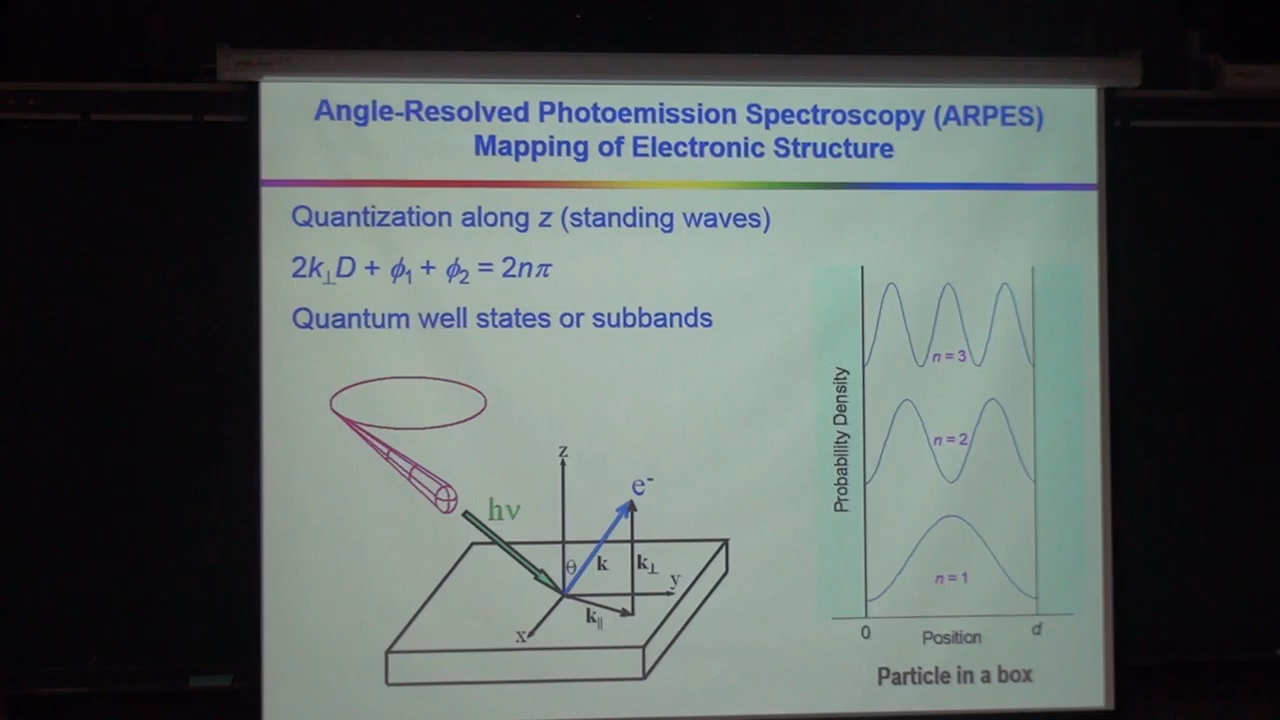 Angle-Resolved Photoemission Spectroscopy (ARPES)
Mapping of Electronic Structure
Quantization along z (standing waves)
2k⊥D + ϕ₁ + ϕ₂ = 2nπ
Quantum well states or subbands
hν
z
e⁻
θ
k
k⊥
y
k∥
x
Probability Density
n = 3
n = 2
n = 1
0
Position
d
Particle in a box